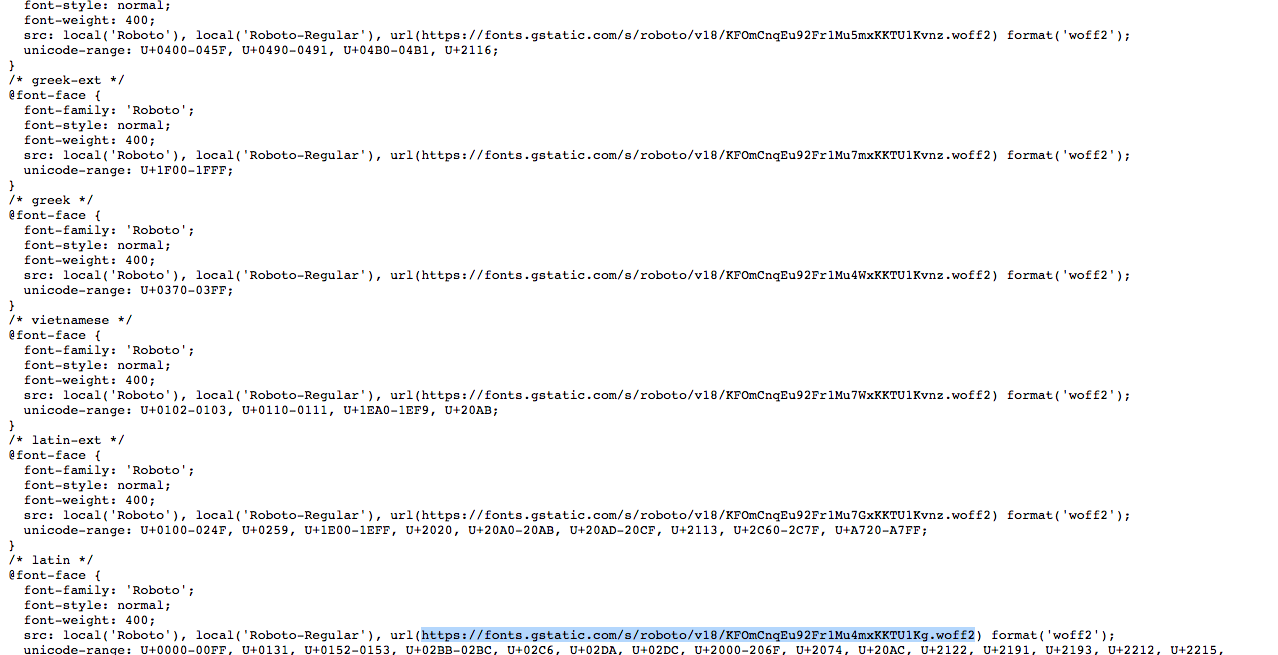 font-style: normal;
font-weight: 400;
src: local('Roboto'), local('Roboto-Regular'), url(https://fonts.gstatic.com/s/roboto/v18/KFOmCnqEu92Fr1Mu5mxKKTU1Kvnz.woff2) format('woff2');
unicode-range: U+0400-045F, U+0490-0491, U+04B0-04B1, U+2116;
}
/* greek-ext */
@font-face {
font-family: 'Roboto';
font-style: normal;
font-weight: 400;
src: local('Roboto'), local('Roboto-Regular'), url(https://fonts.gstatic.com/s/roboto/v18/KFOmCnqEu92Fr1Mu7mxKKTU1Kvnz.woff2) format('woff2');
unicode-range: U+1F00-1FFF;
}
/* greek */
@font-face {
font-family: 'Roboto';
font-style: normal;
font-weight: 400;
src: local('Roboto'), local('Roboto-Regular'), url(https://fonts.gstatic.com/s/roboto/v18/KFOmCnqEu92Fr1Mu4WxKKTU1Kvnz.woff2) format('woff2');
unicode-range: U+0370-03FF;
}
/* vietnamese */
@font-face {
font-family: 'Roboto';
font-style: normal;
font-weight: 400;
src: local('Roboto'), local('Roboto-Regular'), url(https://fonts.gstatic.com/s/roboto/v18/KFOmCnqEu92Fr1Mu7WxKKTU1Kvnz.woff2) format('woff2');
unicode-range: U+0102-0103, U+0110-0111, U+1EA0-1EF9, U+20AB;
}
/* latin-ext */
@font-face {
font-family: 'Roboto';
font-style: normal;
font-weight: 400;
src: local('Roboto'), local('Roboto-Regular'), url(https://fonts.gstatic.com/s/roboto/v18/KFOmCnqEu92Fr1Mu7GxKKTU1Kvnz.woff2) format('woff2');
unicode-range: U+0100-024F, U+0259, U+1E00-1EFF, U+2020, U+20A0-20AB, U+20AD-20CF, U+2113, U+2C60-2C7F, U+A720-A7FF;
}
/* latin */
@font-face {
font-family: 'Roboto';
font-style: normal;
font-weight: 400;
src: local('Roboto'), local('Roboto-Regular'), url(https://fonts.gstatic.com/s/roboto/v18/KFOmCnqEu92Fr1Mu4mxKKTU1Kg.woff2) format('woff2');
unicode-range: U+0000-00FF, U+0131, U+0152-0153, U+02BB-02BC, U+02C6, U+02DA, U+02DC, U+2000-206F, U+2074, U+20AC, U+2122, U+2191, U+2193, U+2212, U+2215,